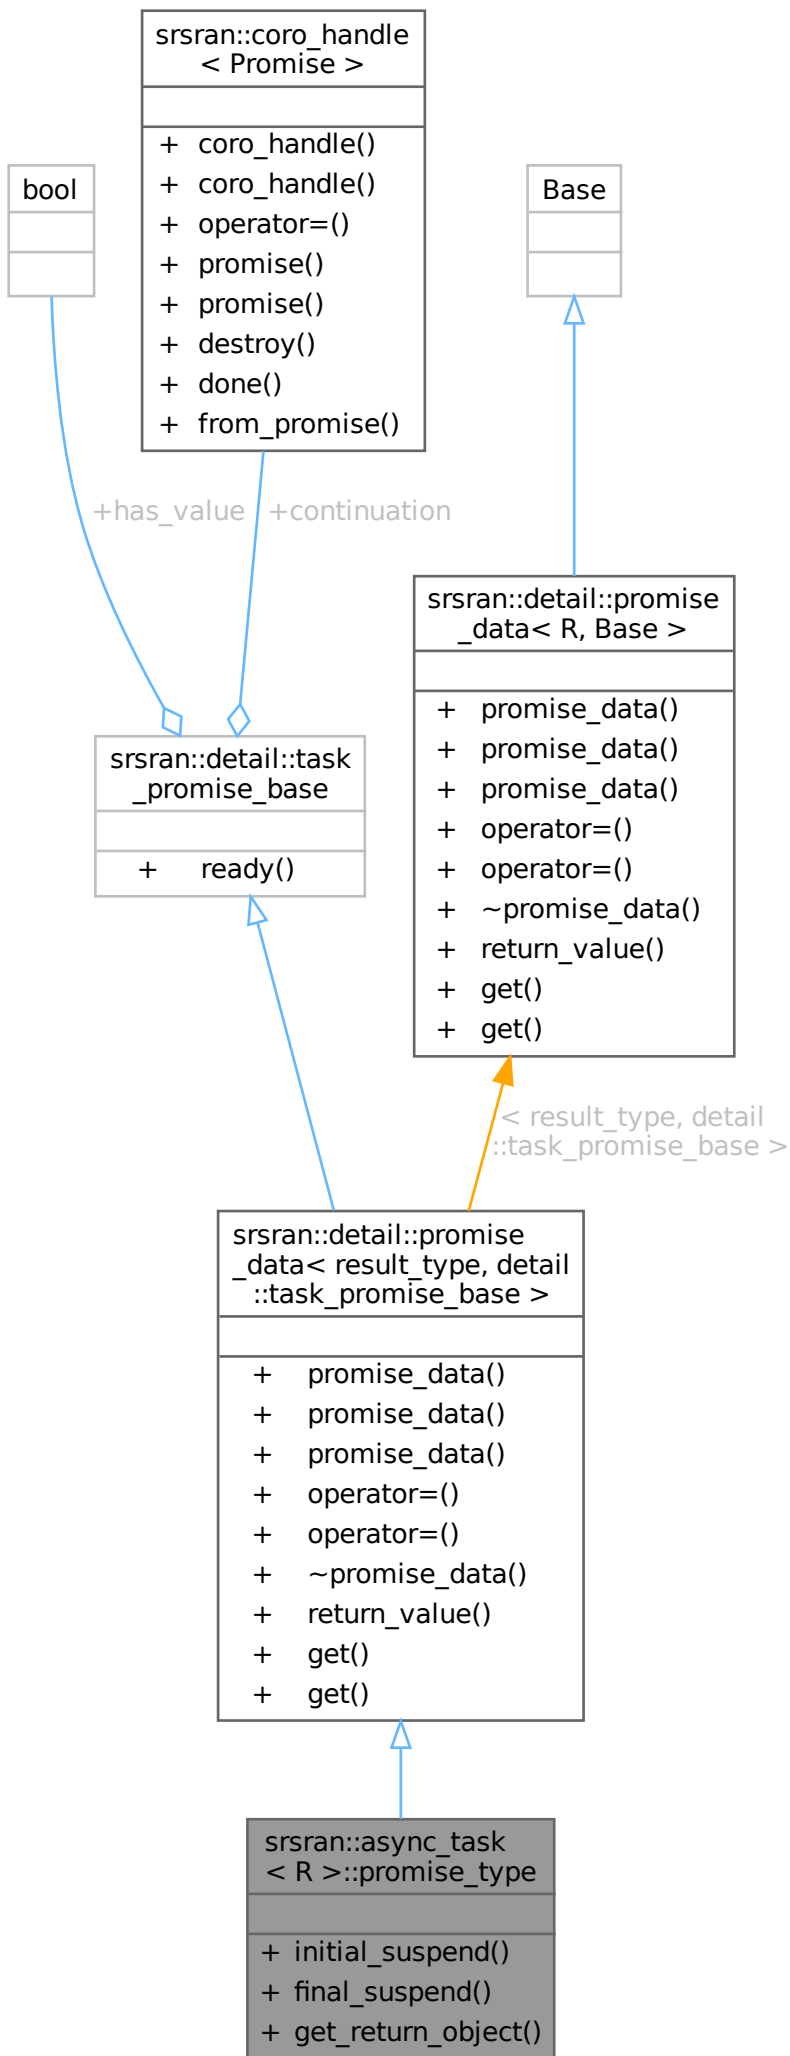 srsran::coro_handle
< Promise >
+ coro_handle()
+ coro_handle()
+ operator=()
+ promise()
+ promise()
+ destroy()
+ done()
+ from_promise()
bool
Base
+has_value
+continuation
srsran::detail::promise
_data< R, Base >
+ promise_data()
+ promise_data()
+ promise_data()
+ operator=()
+ operator=()
+ ~promise_data()
+ return_value()
+ get()
+ get()
srsran::detail::task
_promise_base
+ ready()
< result_type, detail
::task_promise_base >
srsran::detail::promise
_data< result_type, detail
::task_promise_base >
+ promise_data()
+ promise_data()
+ promise_data()
+ operator=()
+ operator=()
+ ~promise_data()
+ return_value()
+ get()
+ get()
srsran::async_task
< R >::promise_type
+ initial_suspend()
+ final_suspend()
+ get_return_object()